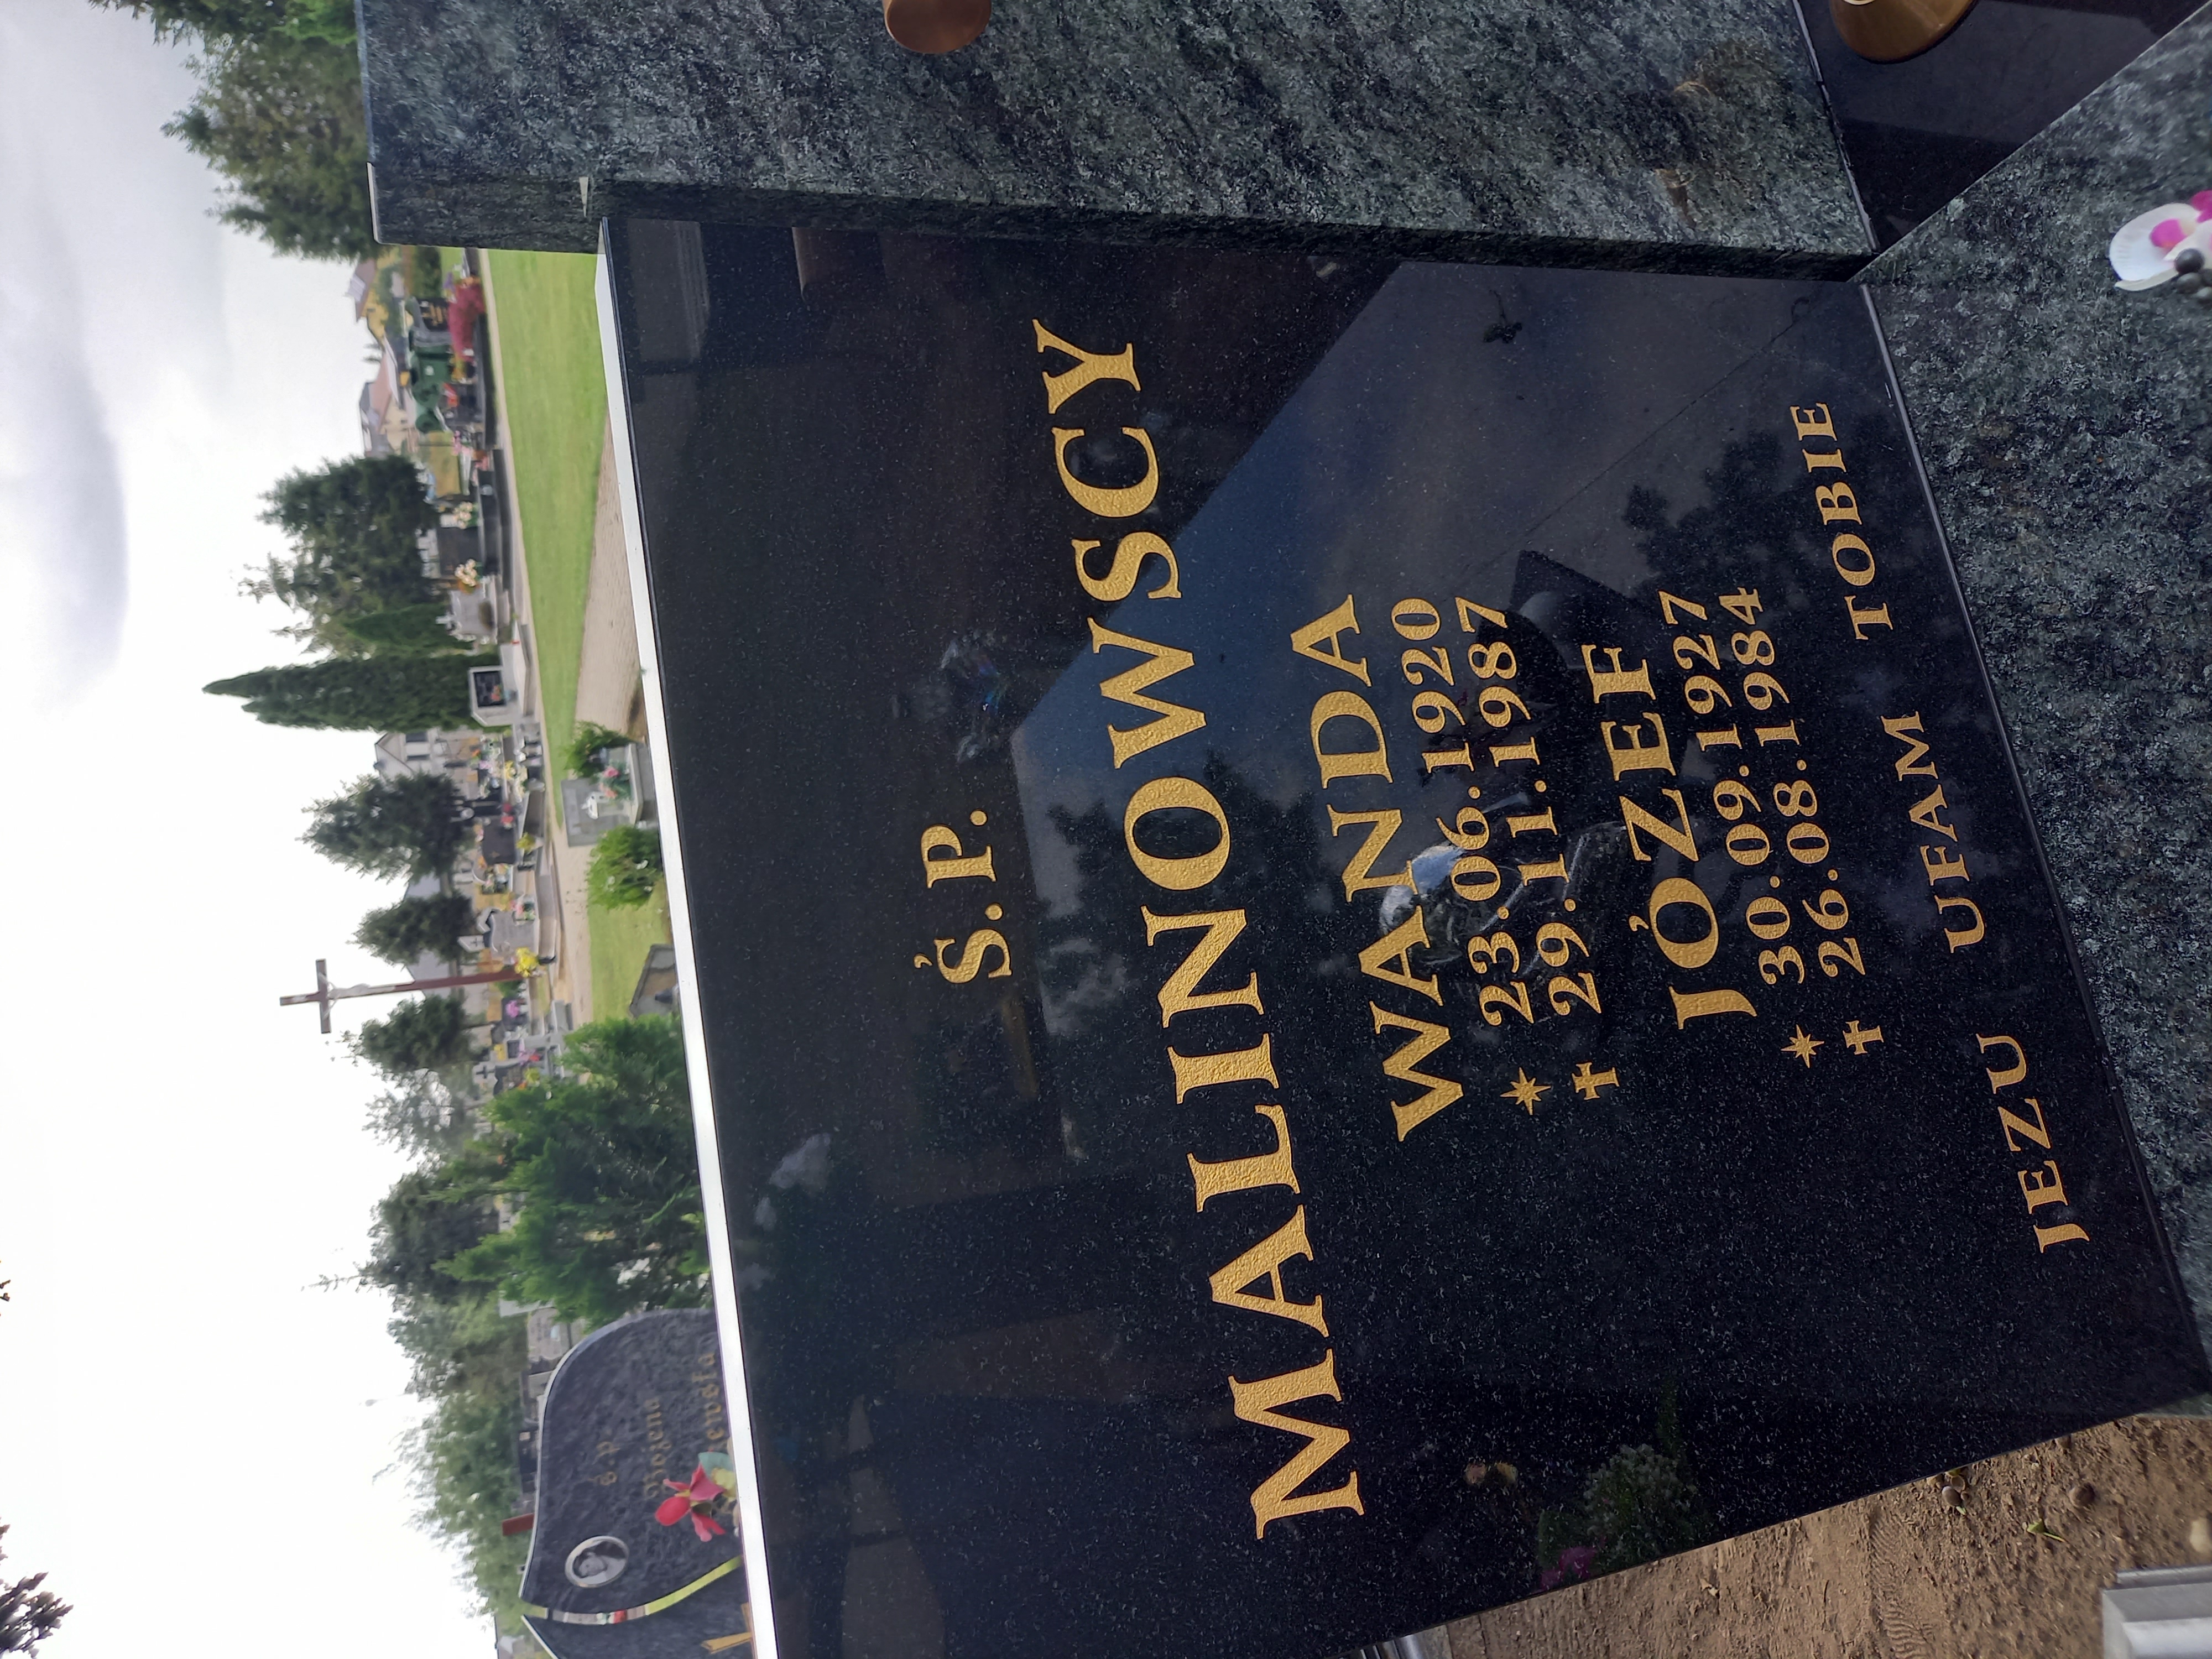 Ś.P.
MALINOWSCY
WANDA
* 23.06.1920
✝ 29.11.1987
JÓZEF
* 30.09.1927
✝ 26.08.1984
JEZU UFAM TOBIE
Ś.P.